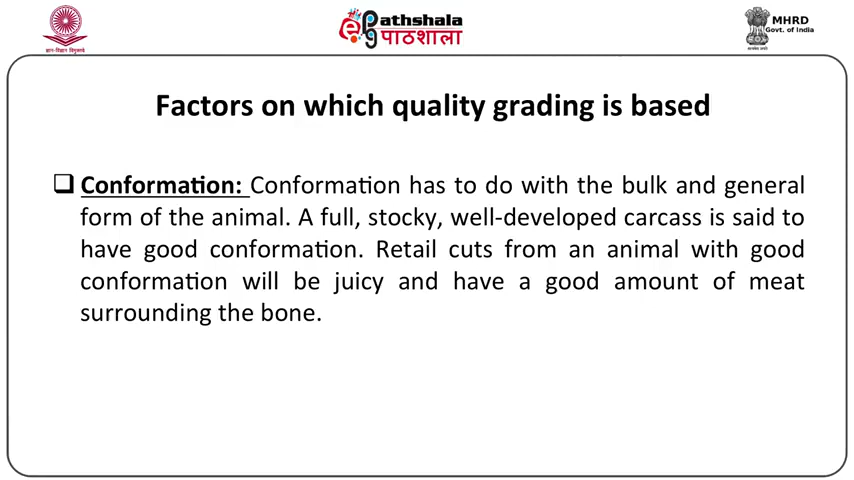 ज्ञान-विज्ञान विमुक्तये
ePathshala
पाठशाला
MHRD
Govt. of India
Factors on which quality grading is based
❑ Conformation: Conformation has to do with the bulk and general
form of the animal. A full, stocky, well-developed carcass is said to
have good conformation. Retail cuts from an animal with good
conformation will be juicy and have a good amount of meat
surrounding the bone.